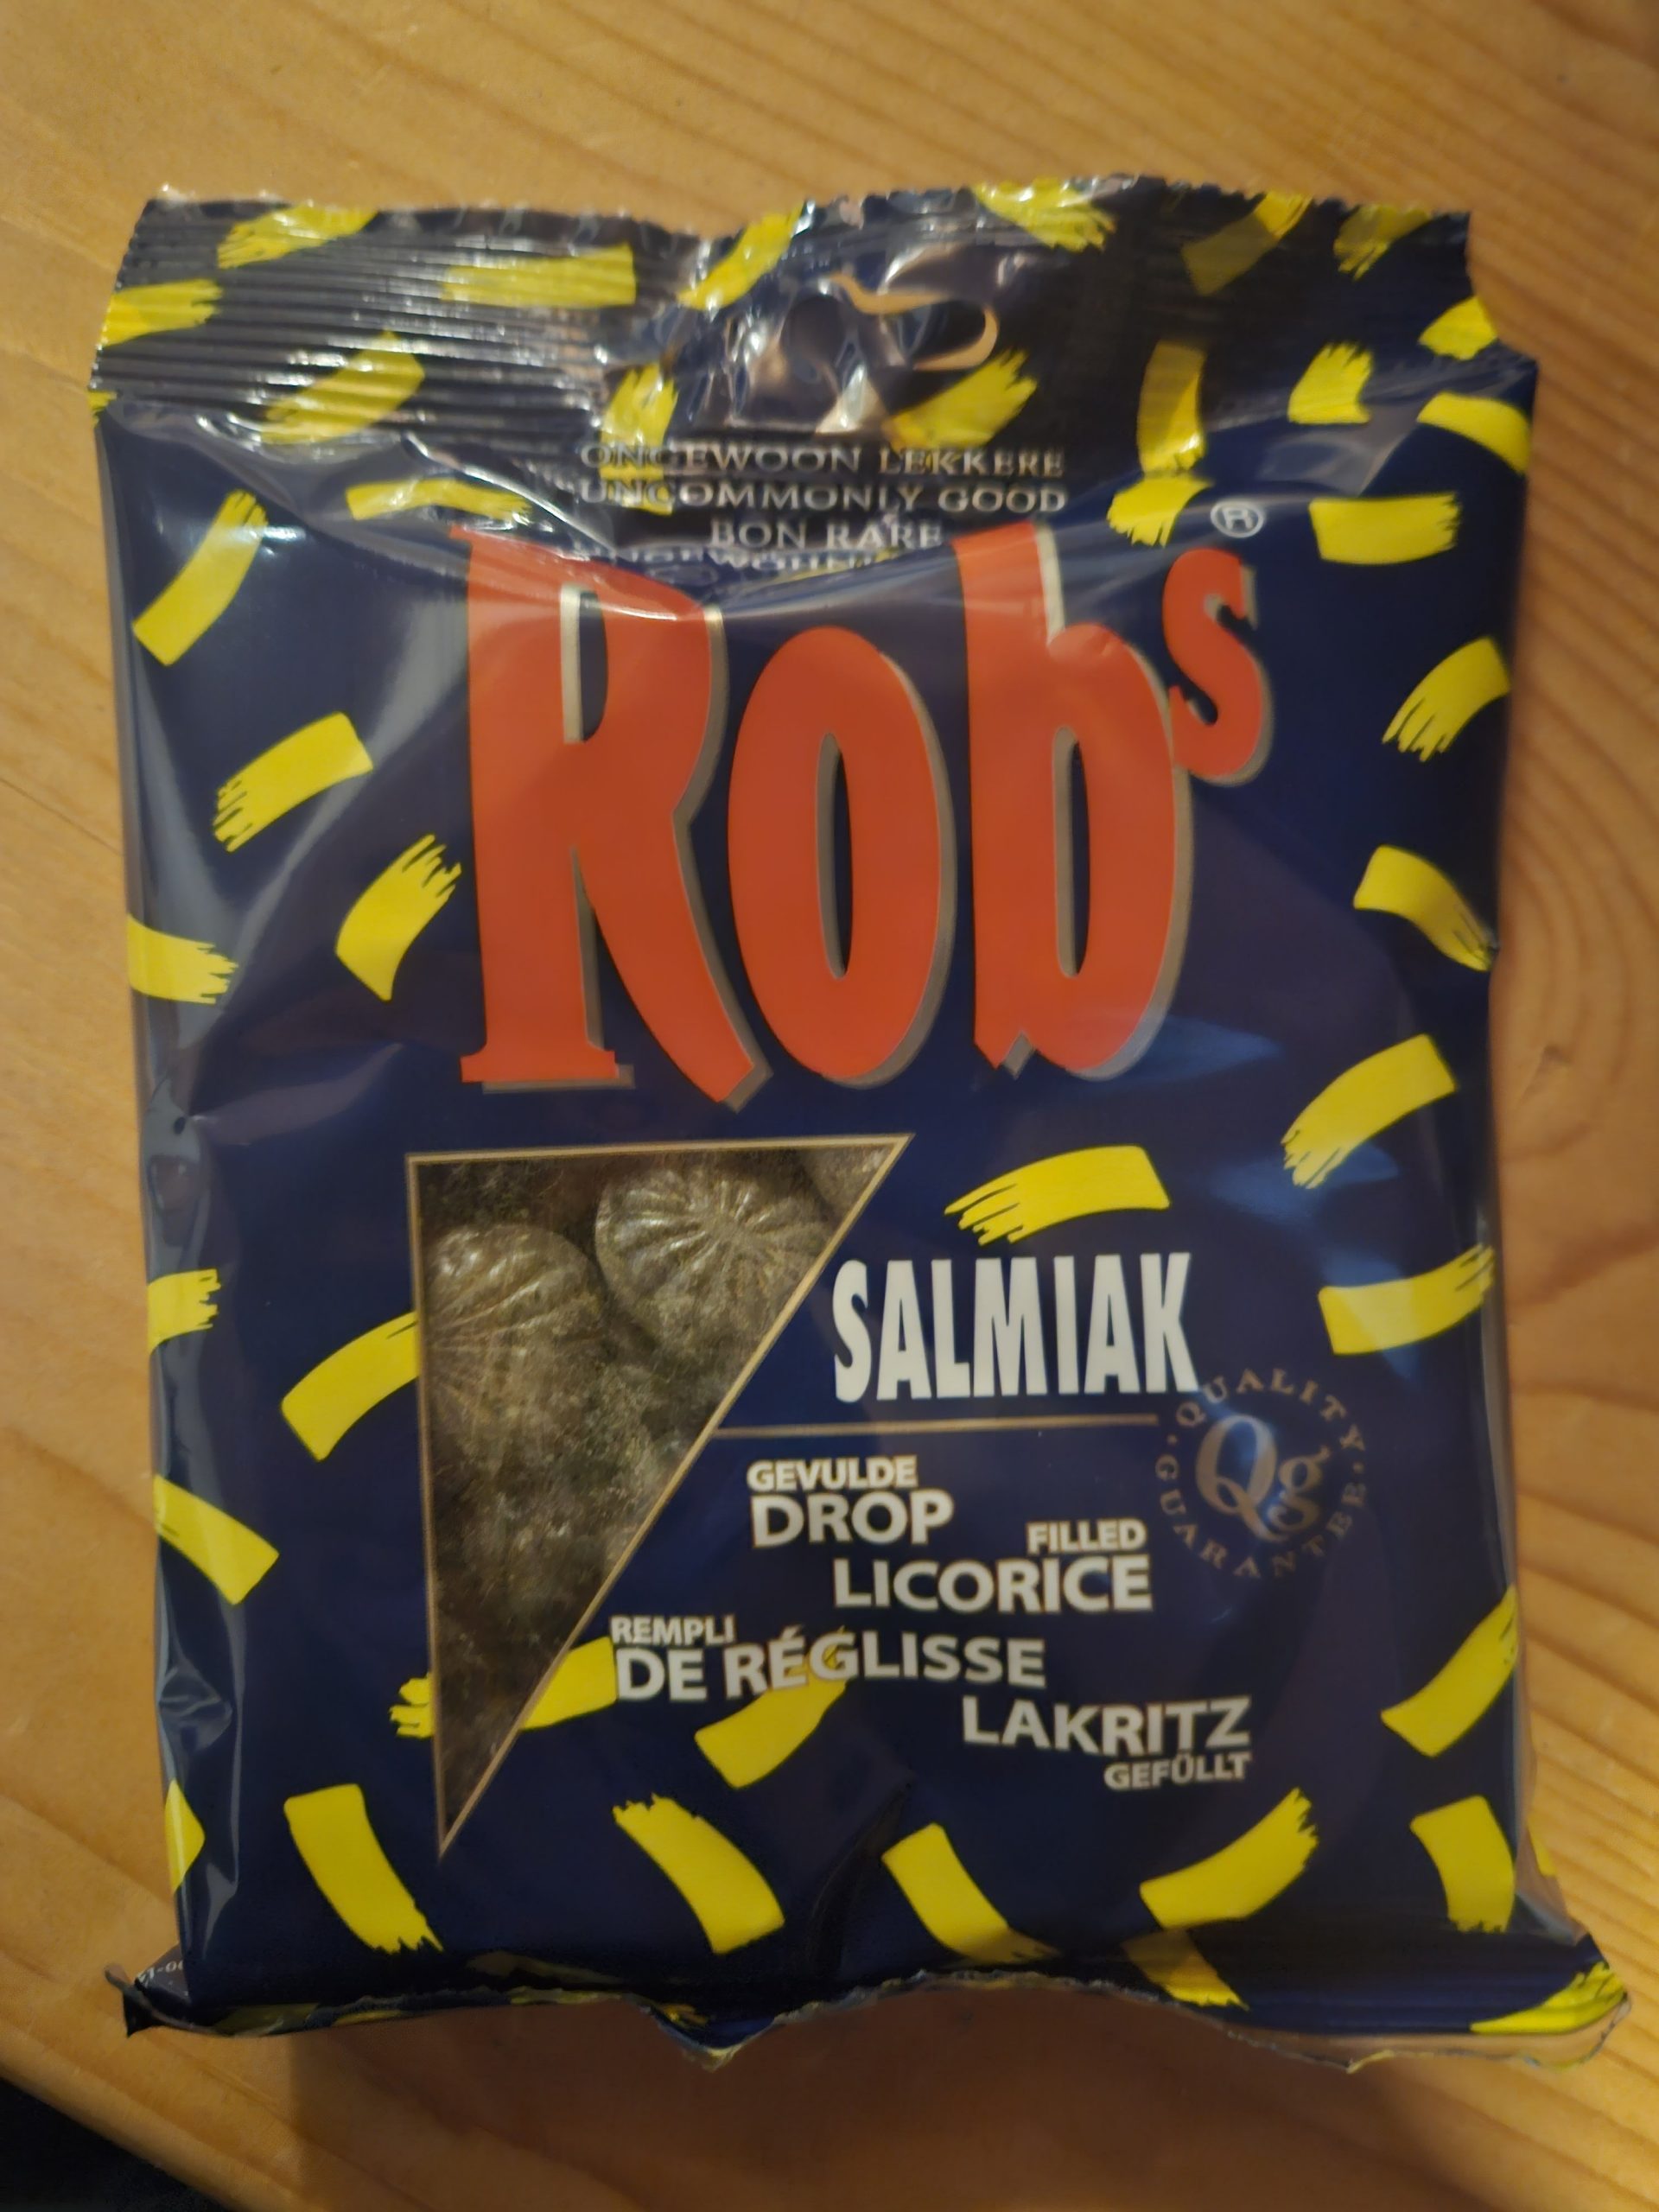 ONGEWOON LEKKERE
UNCOMMONLY GOOD
BON RARE
Robs®
SALMIAK
QUALITY
Qg
GUARANTEE
GEVULDE
DROP
FILLED
LICORICE
REMPLI
DE RÉGLISSE
LAKRITZ
GEFÜLLT